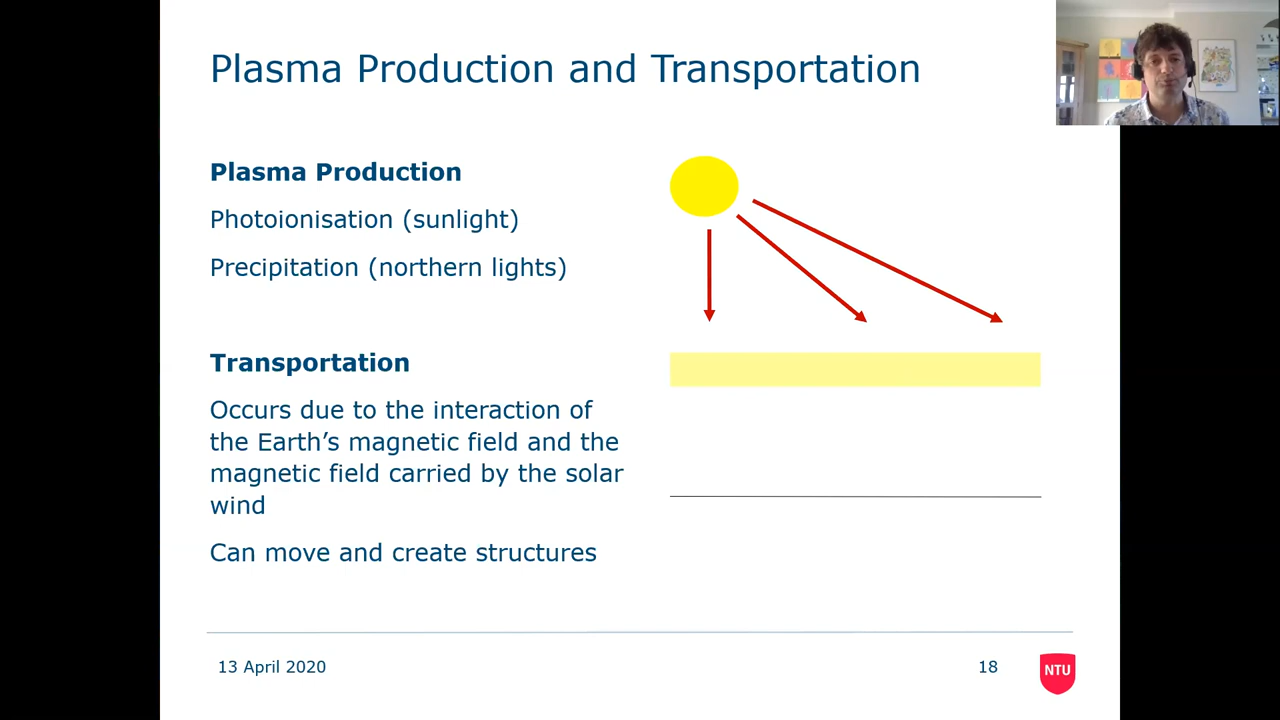 Plasma Production and Transportation
Plasma Production
Photoionisation (sunlight)
Precipitation (northern lights)
Transportation
Occurs due to the interaction of
the Earth’s magnetic field and the
magnetic field carried by the solar
wind
Can move and create structures
13 April 2020
18
NTU